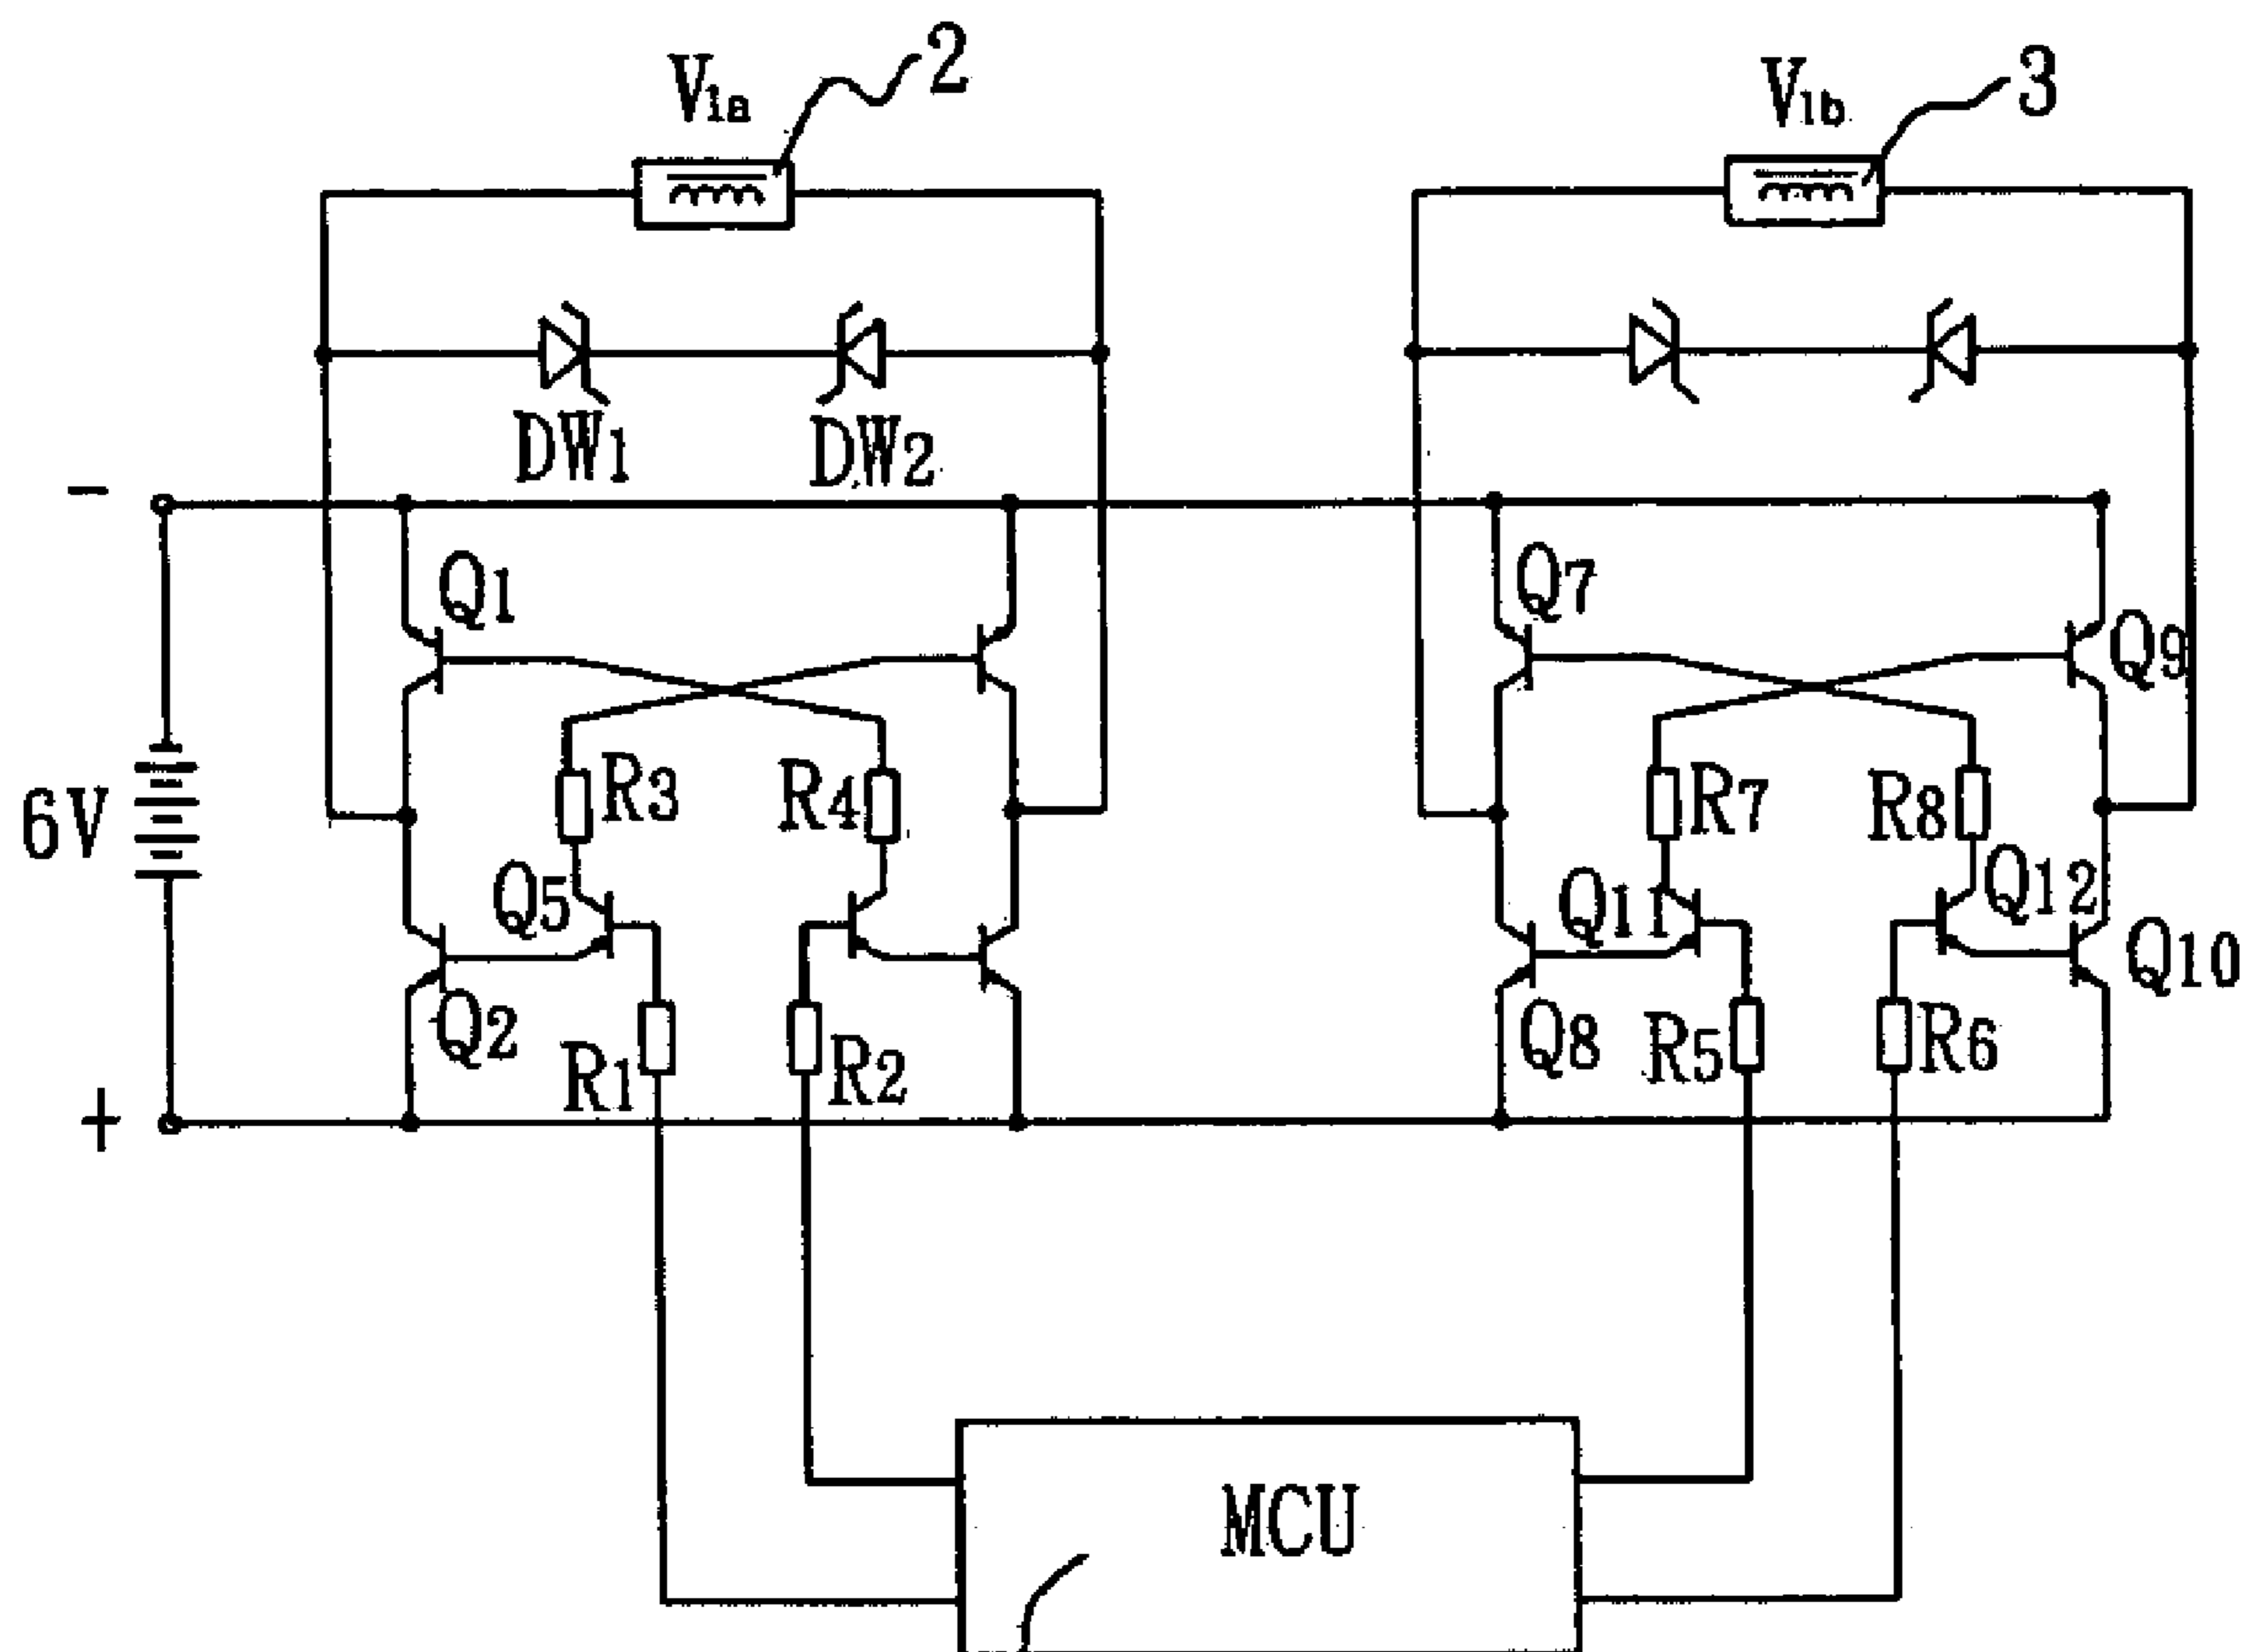 2
V1a
3
V1b
DW1
DW2
-
Q1
Q7
Q9
R3
R4
R7
R8
6V
Q5
Q11
Q12
Q10
Q2
R1
R2
Q8
R5
R6
+
MCU